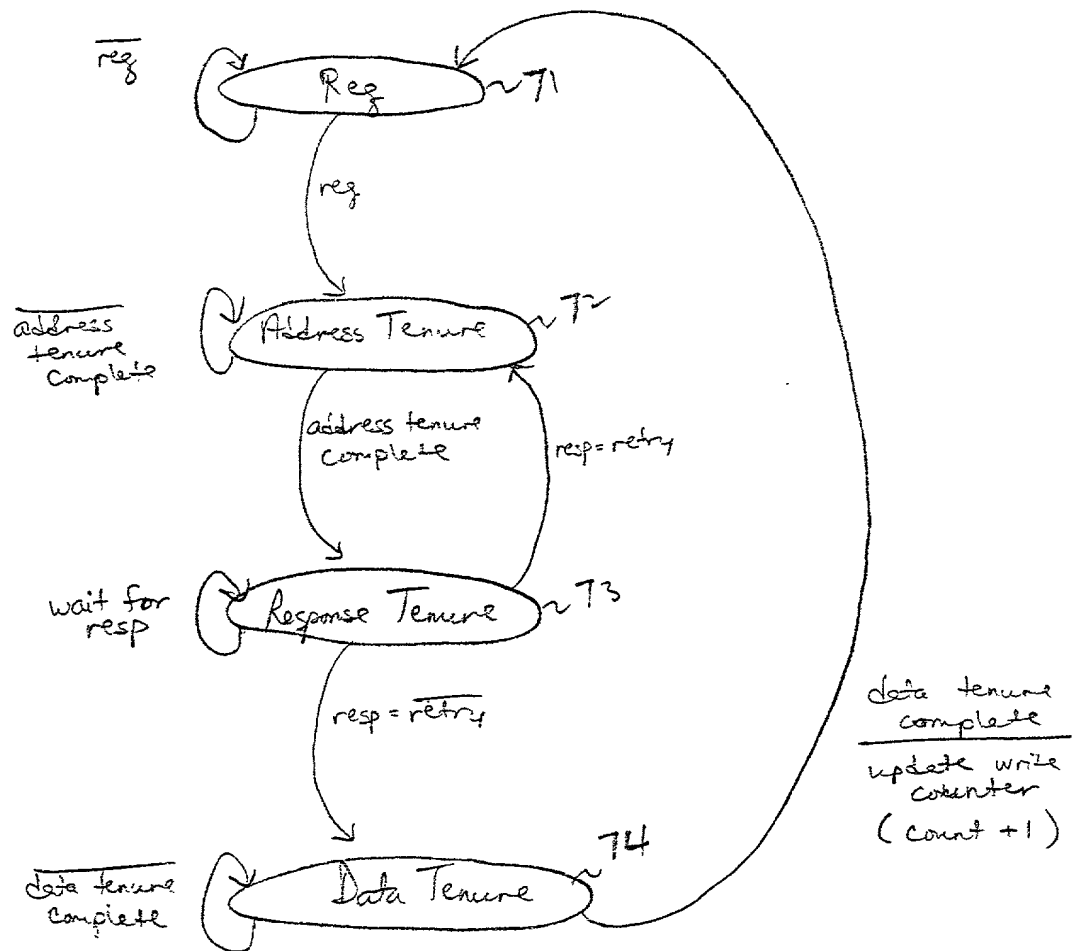 req
Req
71
req
72
Address Tenure
address
tenure
complete
address tenure
complete
resp=retry
wait for
resp
73
Response Tenure
resp = retry
data tenure
complete
update write
counter
(count +1)
74
data tenure
complete
Data Tenure